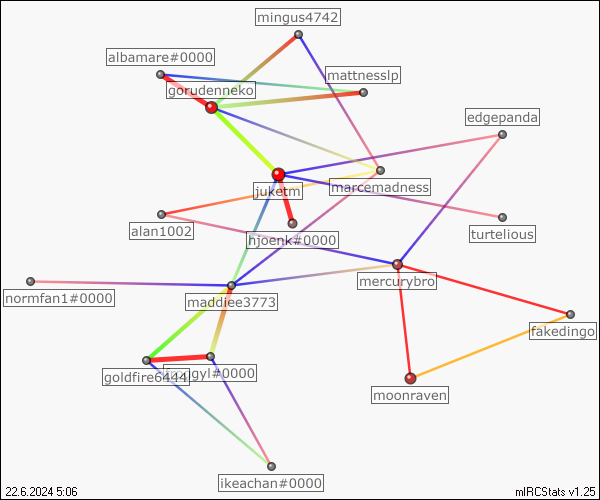 mingus4742
albamare#0000
mattnesslp
gorudenneko
edgepanda
marcemadness
juketm
alan1002
turtelious
hjoenk#0000
mercurybro
normfan1#0000
maddiee3773
fakedingo
goldfire6444
gyl#0000
moonraven
ikeachan#0000
22.6.2024 5:06
mIRCStats v1.25